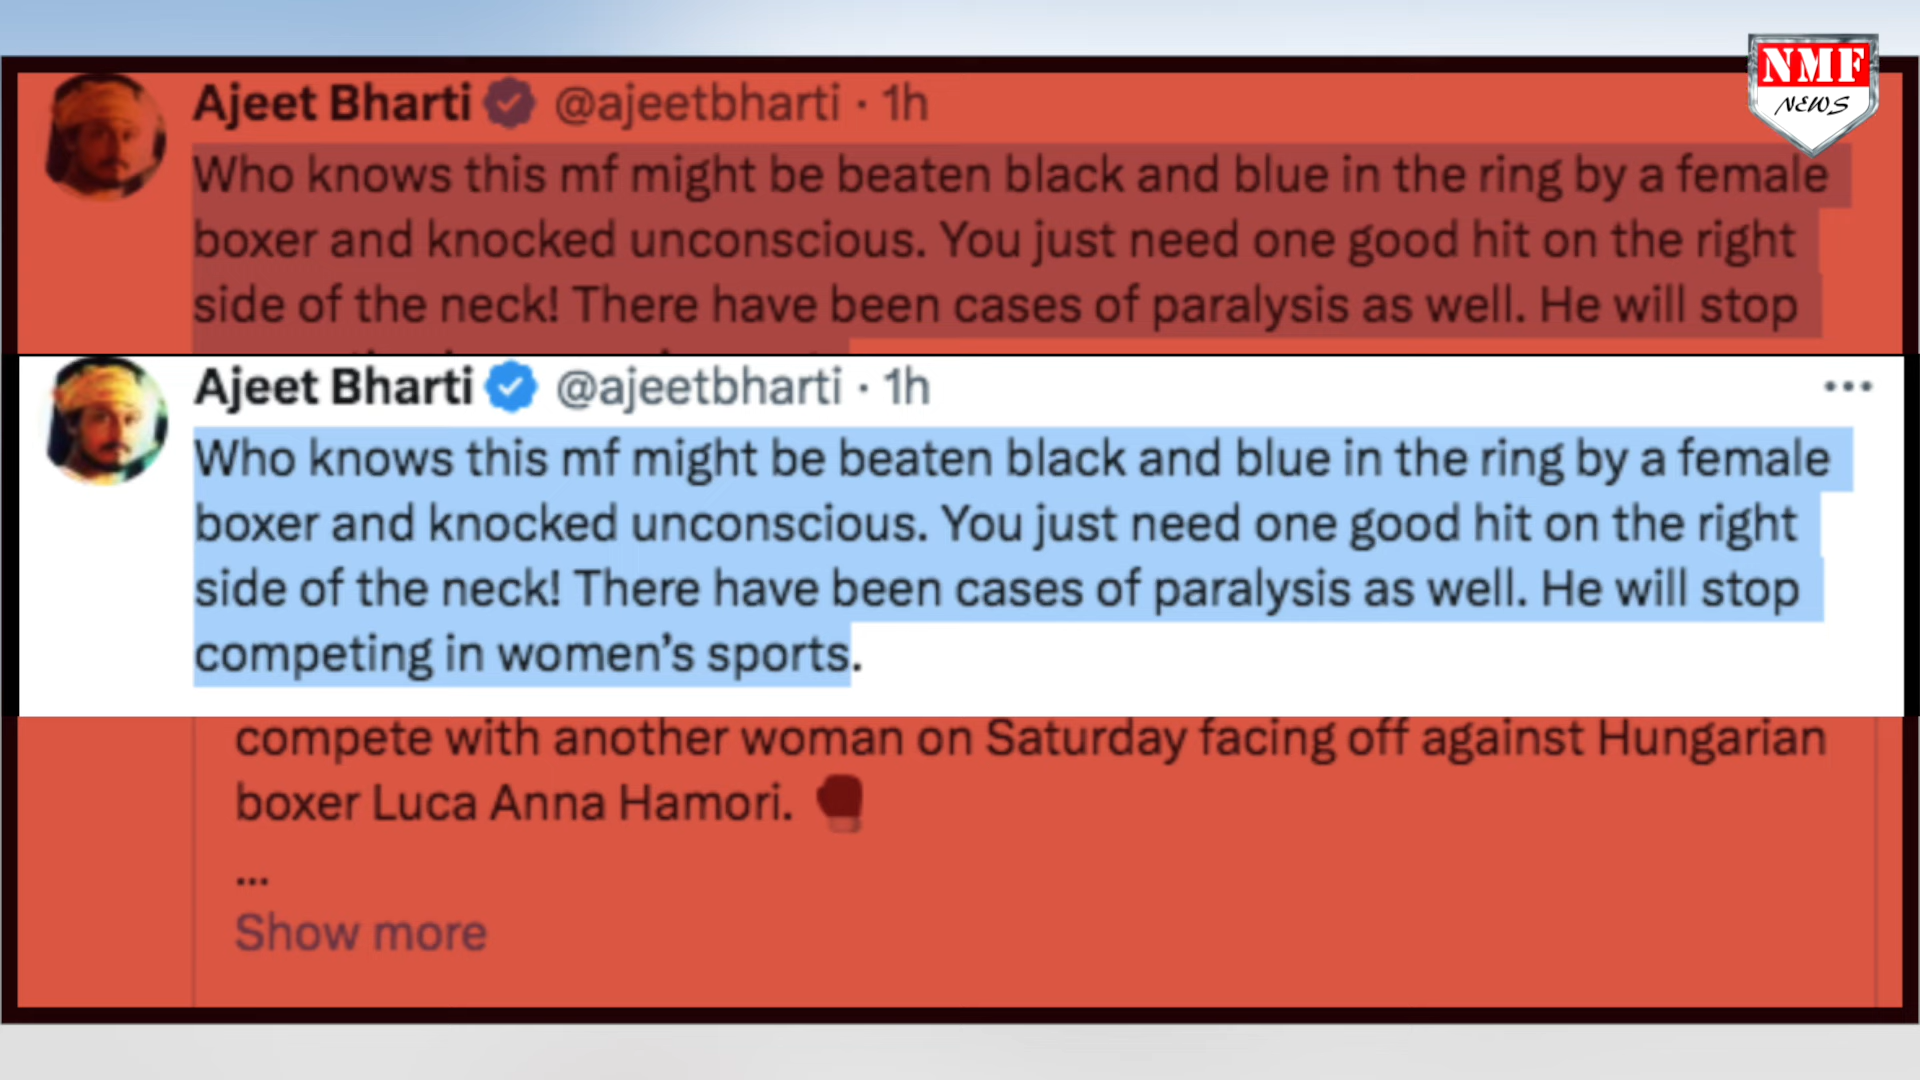 NMF
NEWS
Ajeet Bharti @ajeetbharti · 1h
Who knows this mf might be beaten black and blue in the ring by a female
boxer and knocked unconscious. You just need one good hit on the right
side of the neck! There have been cases of paralysis as well. He will stop
Ajeet Bharti @ajeetbharti · 1h
Who knows this mf might be beaten black and blue in the ring by a female
boxer and knocked unconscious. You just need one good hit on the right
side of the neck! There have been cases of paralysis as well. He will stop
competing in women’s sports.
compete with another woman on Saturday facing off against Hungarian
boxer Luca Anna Hamori.
...
Show more